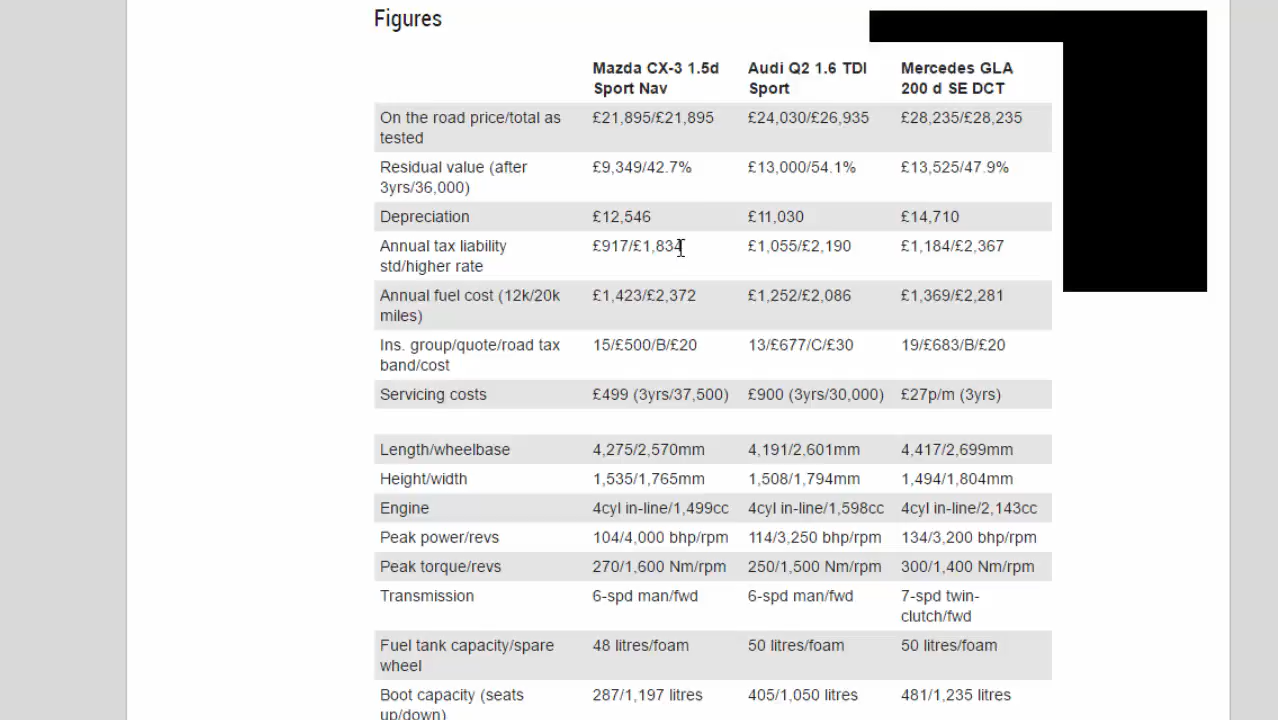 Figures
Mazda CX-3 1.5d Sport Nav Audi Q2 1.6 TDI Sport Mercedes GLA 200 d SE DCT
On the road price/total as tested £21,895/£21,895 £24,030/£26,935 £28,235/£28,235
Residual value (after 3yrs/36,000) £9,349/42.7% £13,000/54.1% £13,525/47.9%
Depreciation £12,546 £11,030 £14,710
Annual tax liability std/higher rate £917/£1,834 £1,055/£2,190 £1,184/£2,367
Annual fuel cost (12k/20k miles) £1,423/£2,372 £1,252/£2,086 £1,369/£2,281
Ins. group/quote/road tax band/cost 15/£500/B/£20 13/£677/C/£30 19/£683/B/£20
Servicing costs £499 (3yrs/37,500) £900 (3yrs/30,000) £27p/m (3yrs)
Length/wheelbase 4,275/2,570mm 4,191/2,601mm 4,417/2,699mm
Height/width 1,535/1,765mm 1,508/1,794mm 1,494/1,804mm
Engine 4cyl in-line/1,499cc 4cyl in-line/1,598cc 4cyl in-line/2,143cc
Peak power/revs 104/4,000 bhp/rpm 114/3,250 bhp/rpm 134/3,200 bhp/rpm
Peak torque/revs 270/1,600 Nm/rpm 250/1,500 Nm/rpm 300/1,400 Nm/rpm
Transmission 6-spd man/fwd 6-spd man/fwd 7-spd twin-clutch/fwd
Fuel tank capacity/spare wheel 48 litres/foam 50 litres/foam 50 litres/foam
Boot capacity (seats up/down) 287/1,197 litres 405/1,050 litres 481/1,235 litres